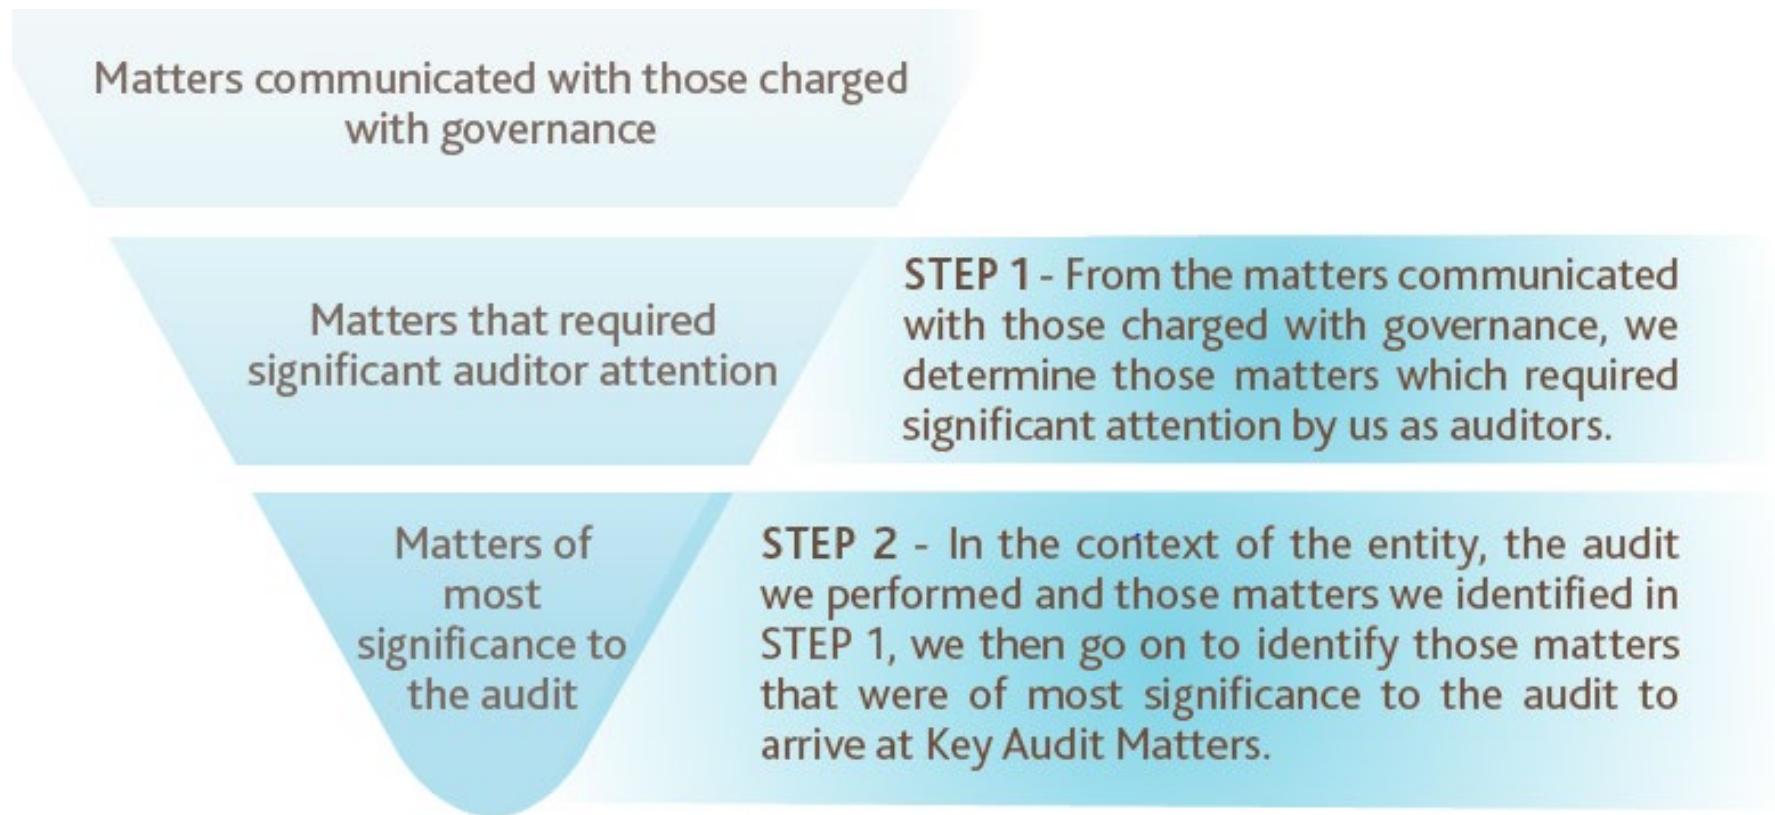 Matters communicated with those charged
with governance
Matters that required
significant auditor attention
STEP 1 - From the matters communicated
with those charged with governance, we
determine those matters which required
significant attention by us as auditors.
Matters of
most
significance to
the audit
STEP 2 - In the context of the entity, the audit
we performed and those matters we identified in
STEP 1, we then go on to identify those matters
that were of most significance to the audit to
arrive at Key Audit Matters.